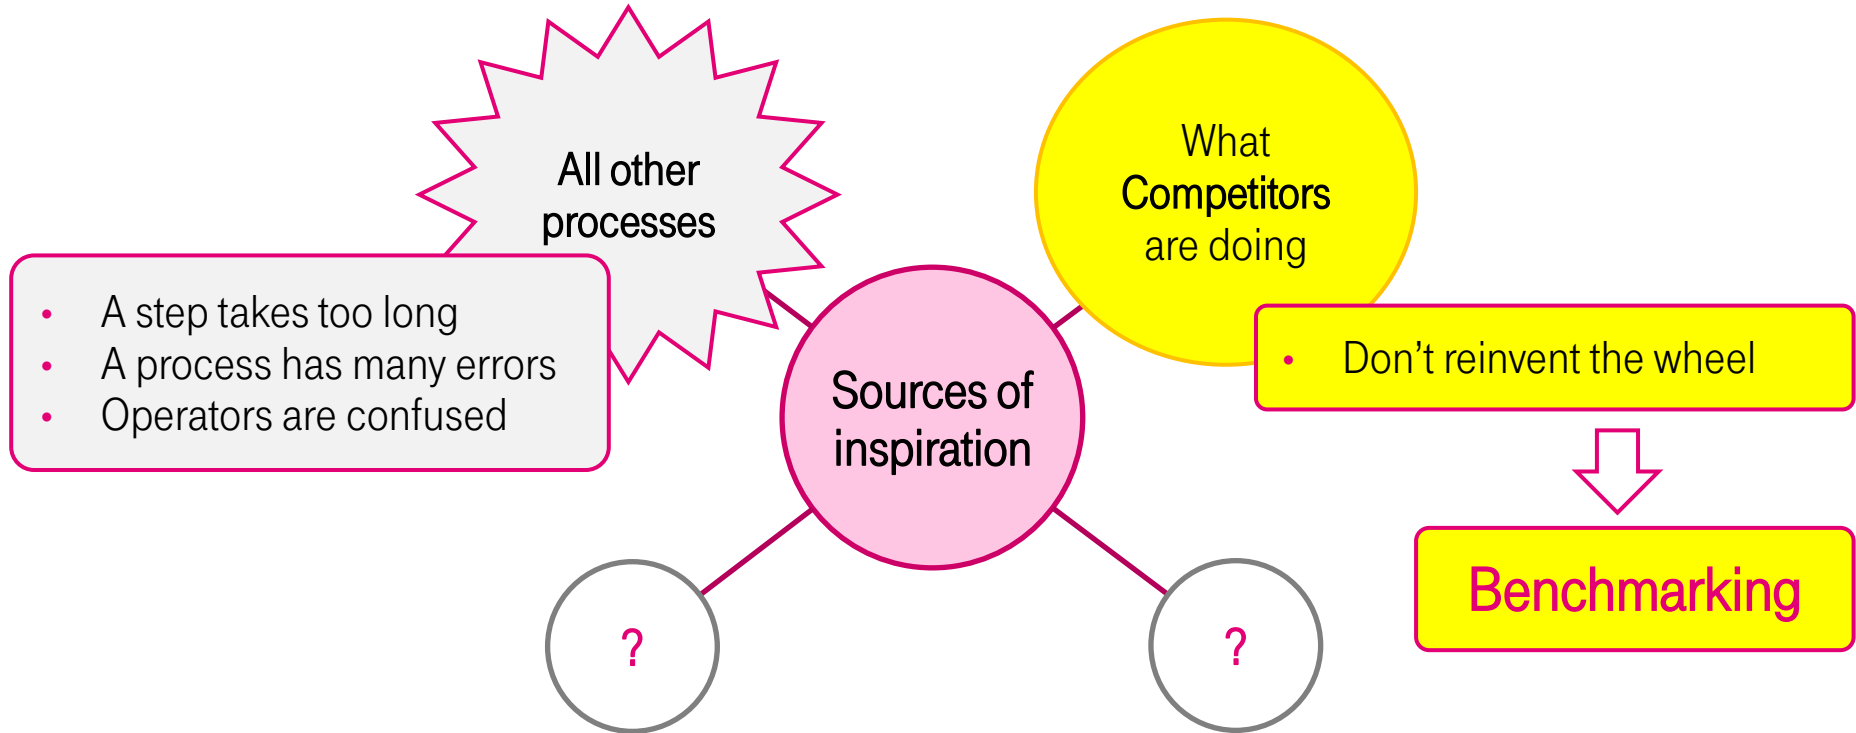 All other
processes
• A step takes too long
• A process has many errors
• Operators are confused
What
Competitors
are doing
• Don’t reinvent the wheel
Benchmarking
Sources of
inspiration
?
?